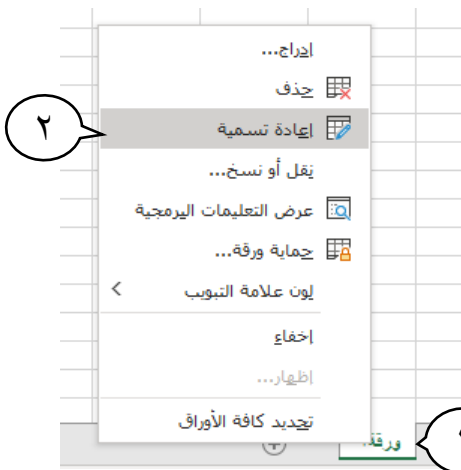 إدراج...
حذف
إعادة تسمية
٢
نقل أو نسخ...
عرض التعليمات البرمجية
حماية ورقة...
لون علامة التبويب
إخفاء
إظهار...
تحديد كافة الأوراق